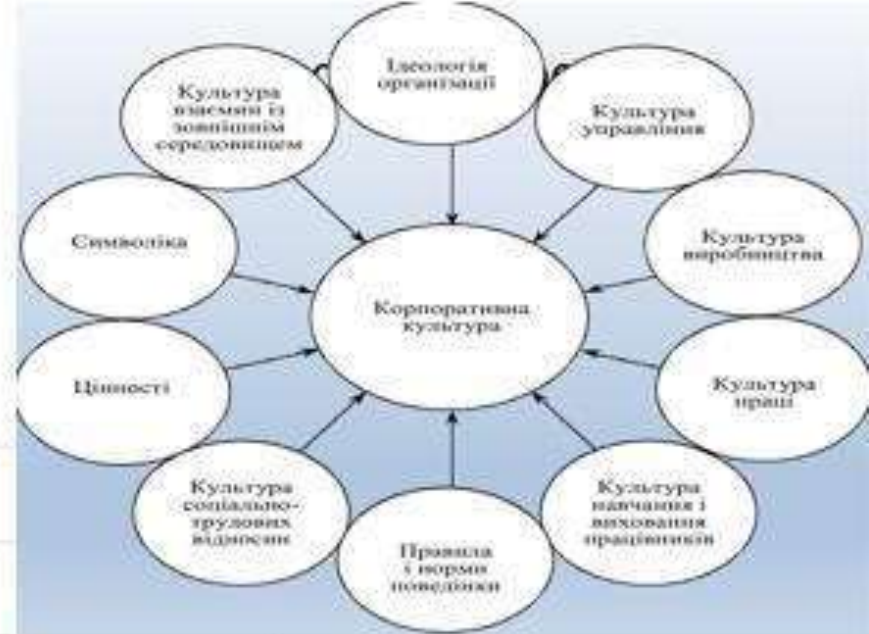 Ідеологія
організації
Культура
управління
Культура
виробництва
Культура
праці
Культура
навчання і
виховання
працівників
Правила
і норми
поведінки
Культура
соціально-
трудових
відносин
Цінності
Символіка
Культура
взаємин із
зовнішнім
середовищем
Корпоративна
культура